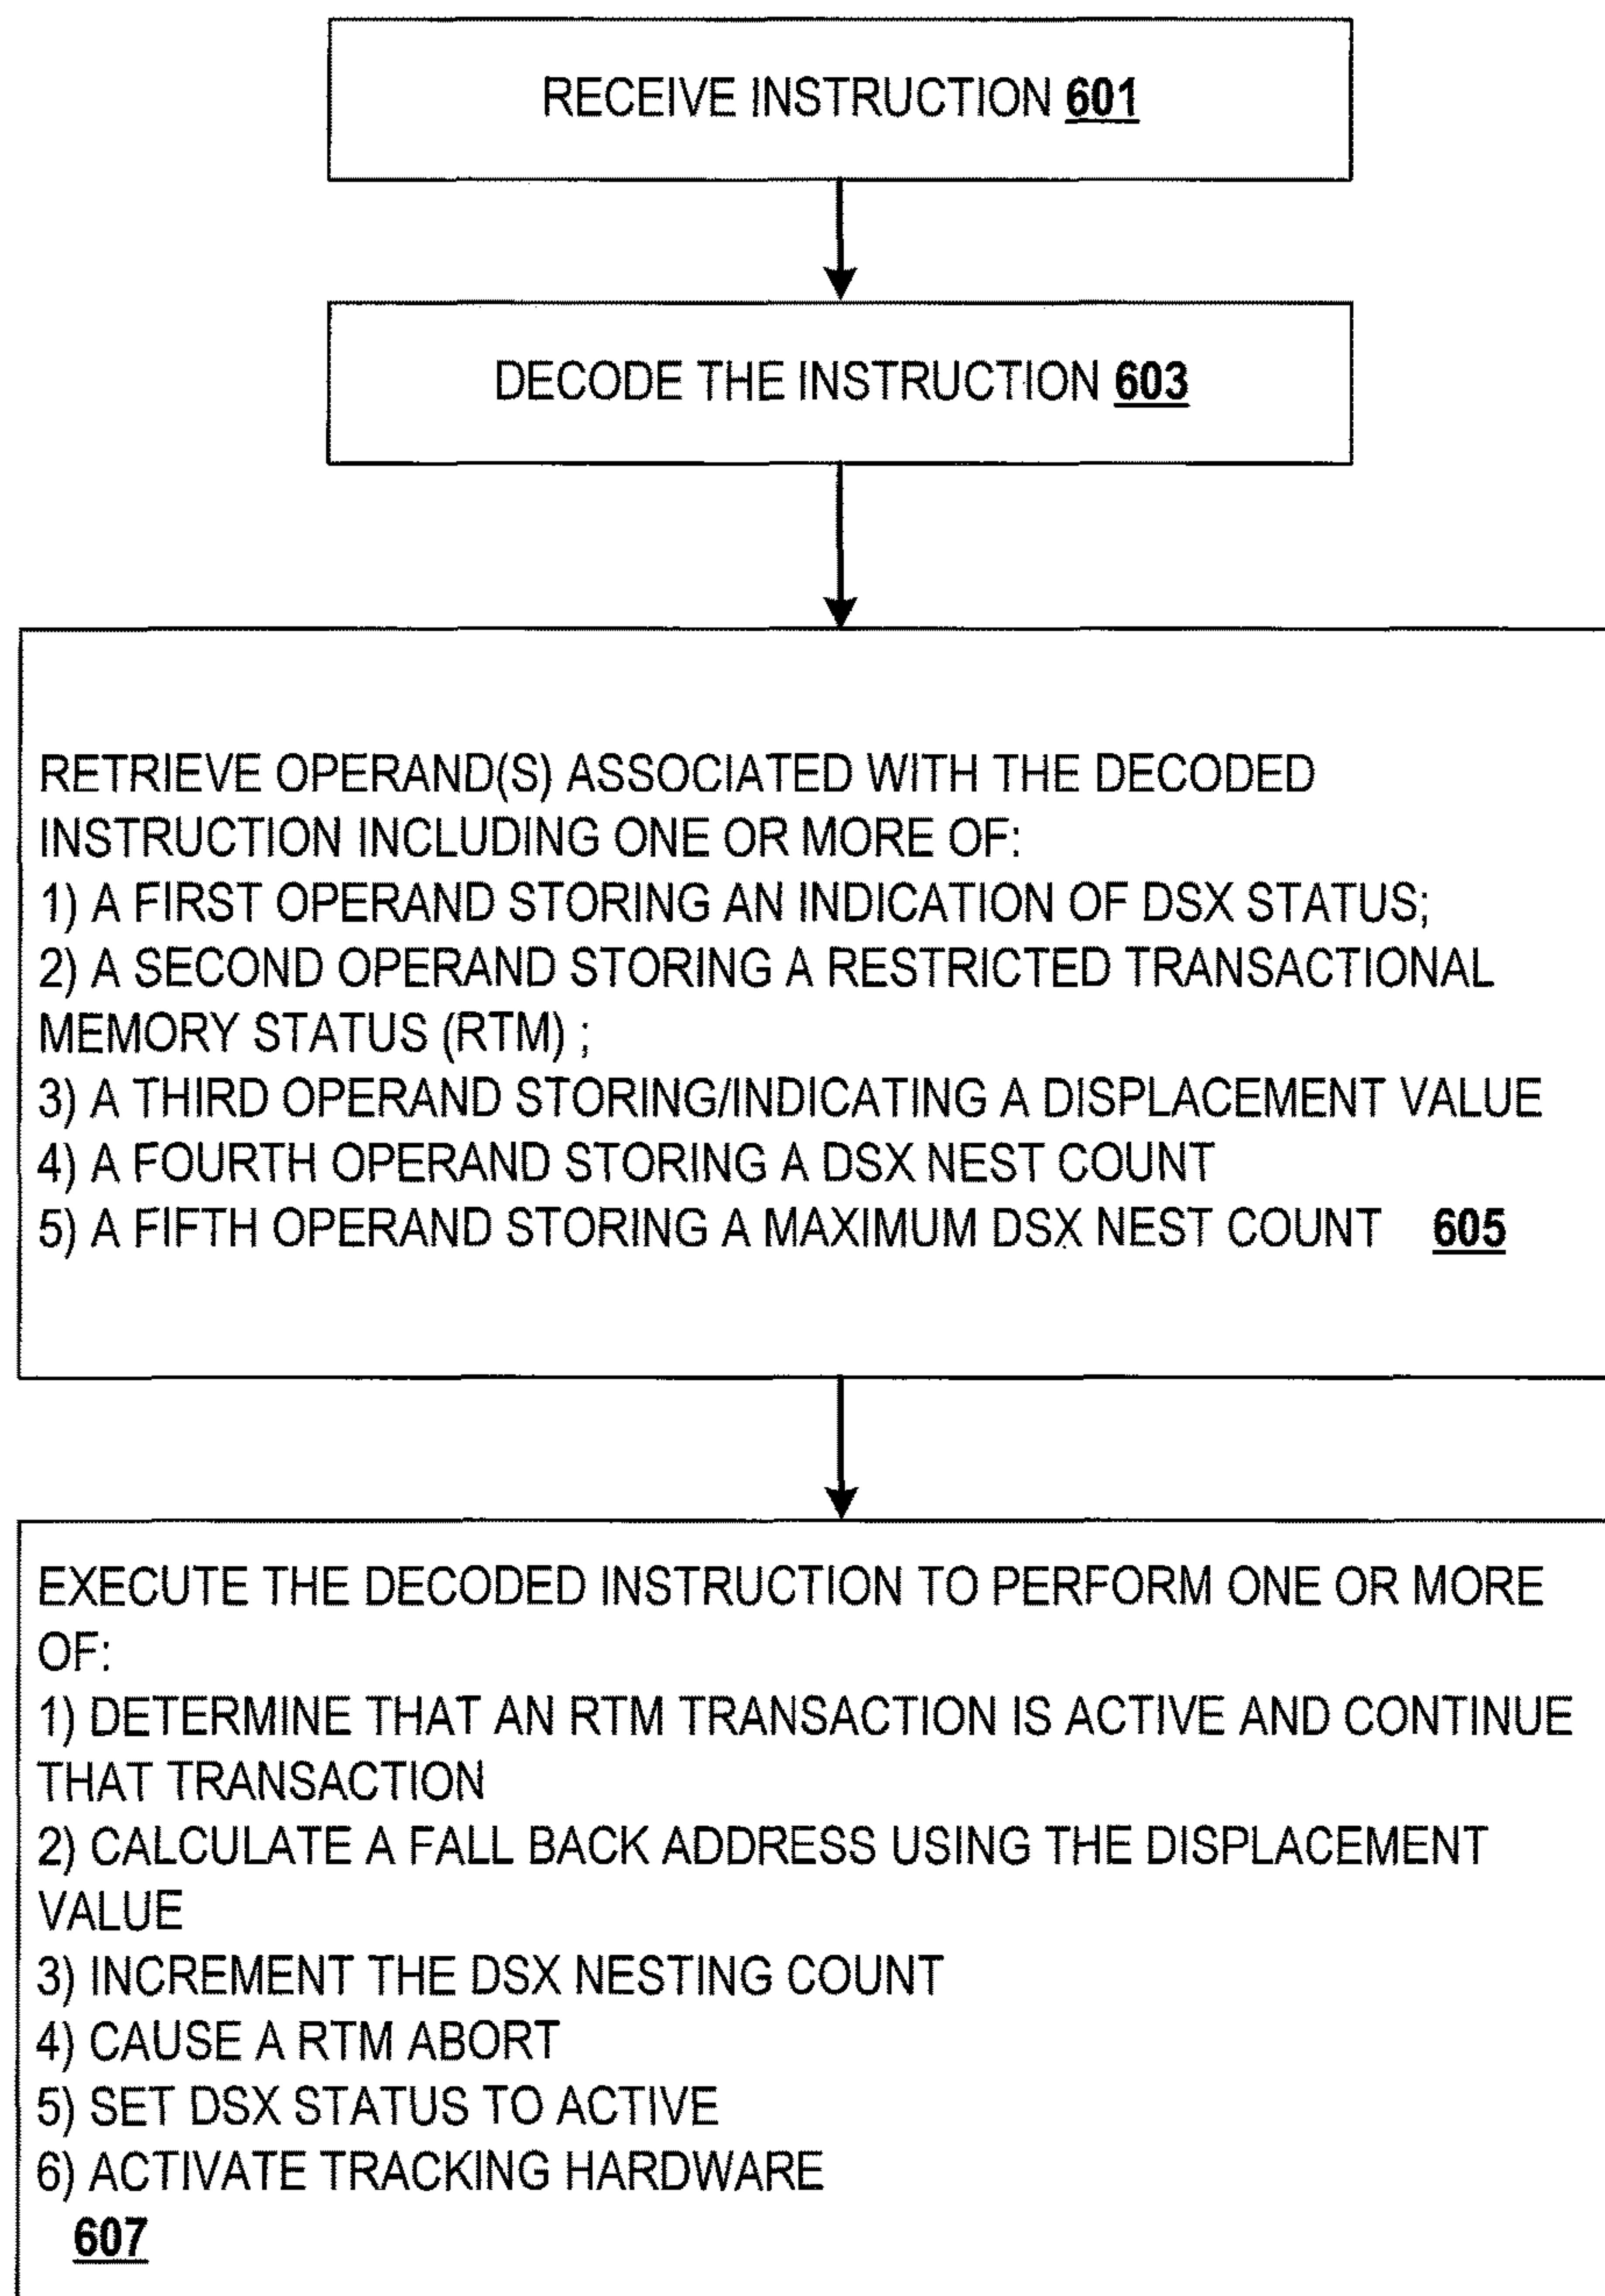 RECEIVE INSTRUCTION 601
DECODE THE INSTRUCTION 603
RETRIEVE OPERAND(S) ASSOCIATED WITH THE DECODED
INSTRUCTION INCLUDING ONE OR MORE OF:
1) A FIRST OPERAND STORING AN INDICATION OF DSX STATUS;
2) A SECOND OPERAND STORING A RESTRICTED TRANSACTIONAL
MEMORY STATUS (RTM) ;
3) A THIRD OPERAND STORING/INDICATING A DISPLACEMENT VALUE
4) A FOURTH OPERAND STORING A DSX NEST COUNT
5) A FIFTH OPERAND STORING A MAXIMUM DSX NEST COUNT 605
EXECUTE THE DECODED INSTRUCTION TO PERFORM ONE OR MORE
OF:
1) DETERMINE THAT AN RTM TRANSACTION IS ACTIVE AND CONTINUE
THAT TRANSACTION
2) CALCULATE A FALL BACK ADDRESS USING THE DISPLACEMENT
VALUE
3) INCREMENT THE DSX NESTING COUNT
4) CAUSE A RTM ABORT
5) SET DSX STATUS TO ACTIVE
6) ACTIVATE TRACKING HARDWARE
607